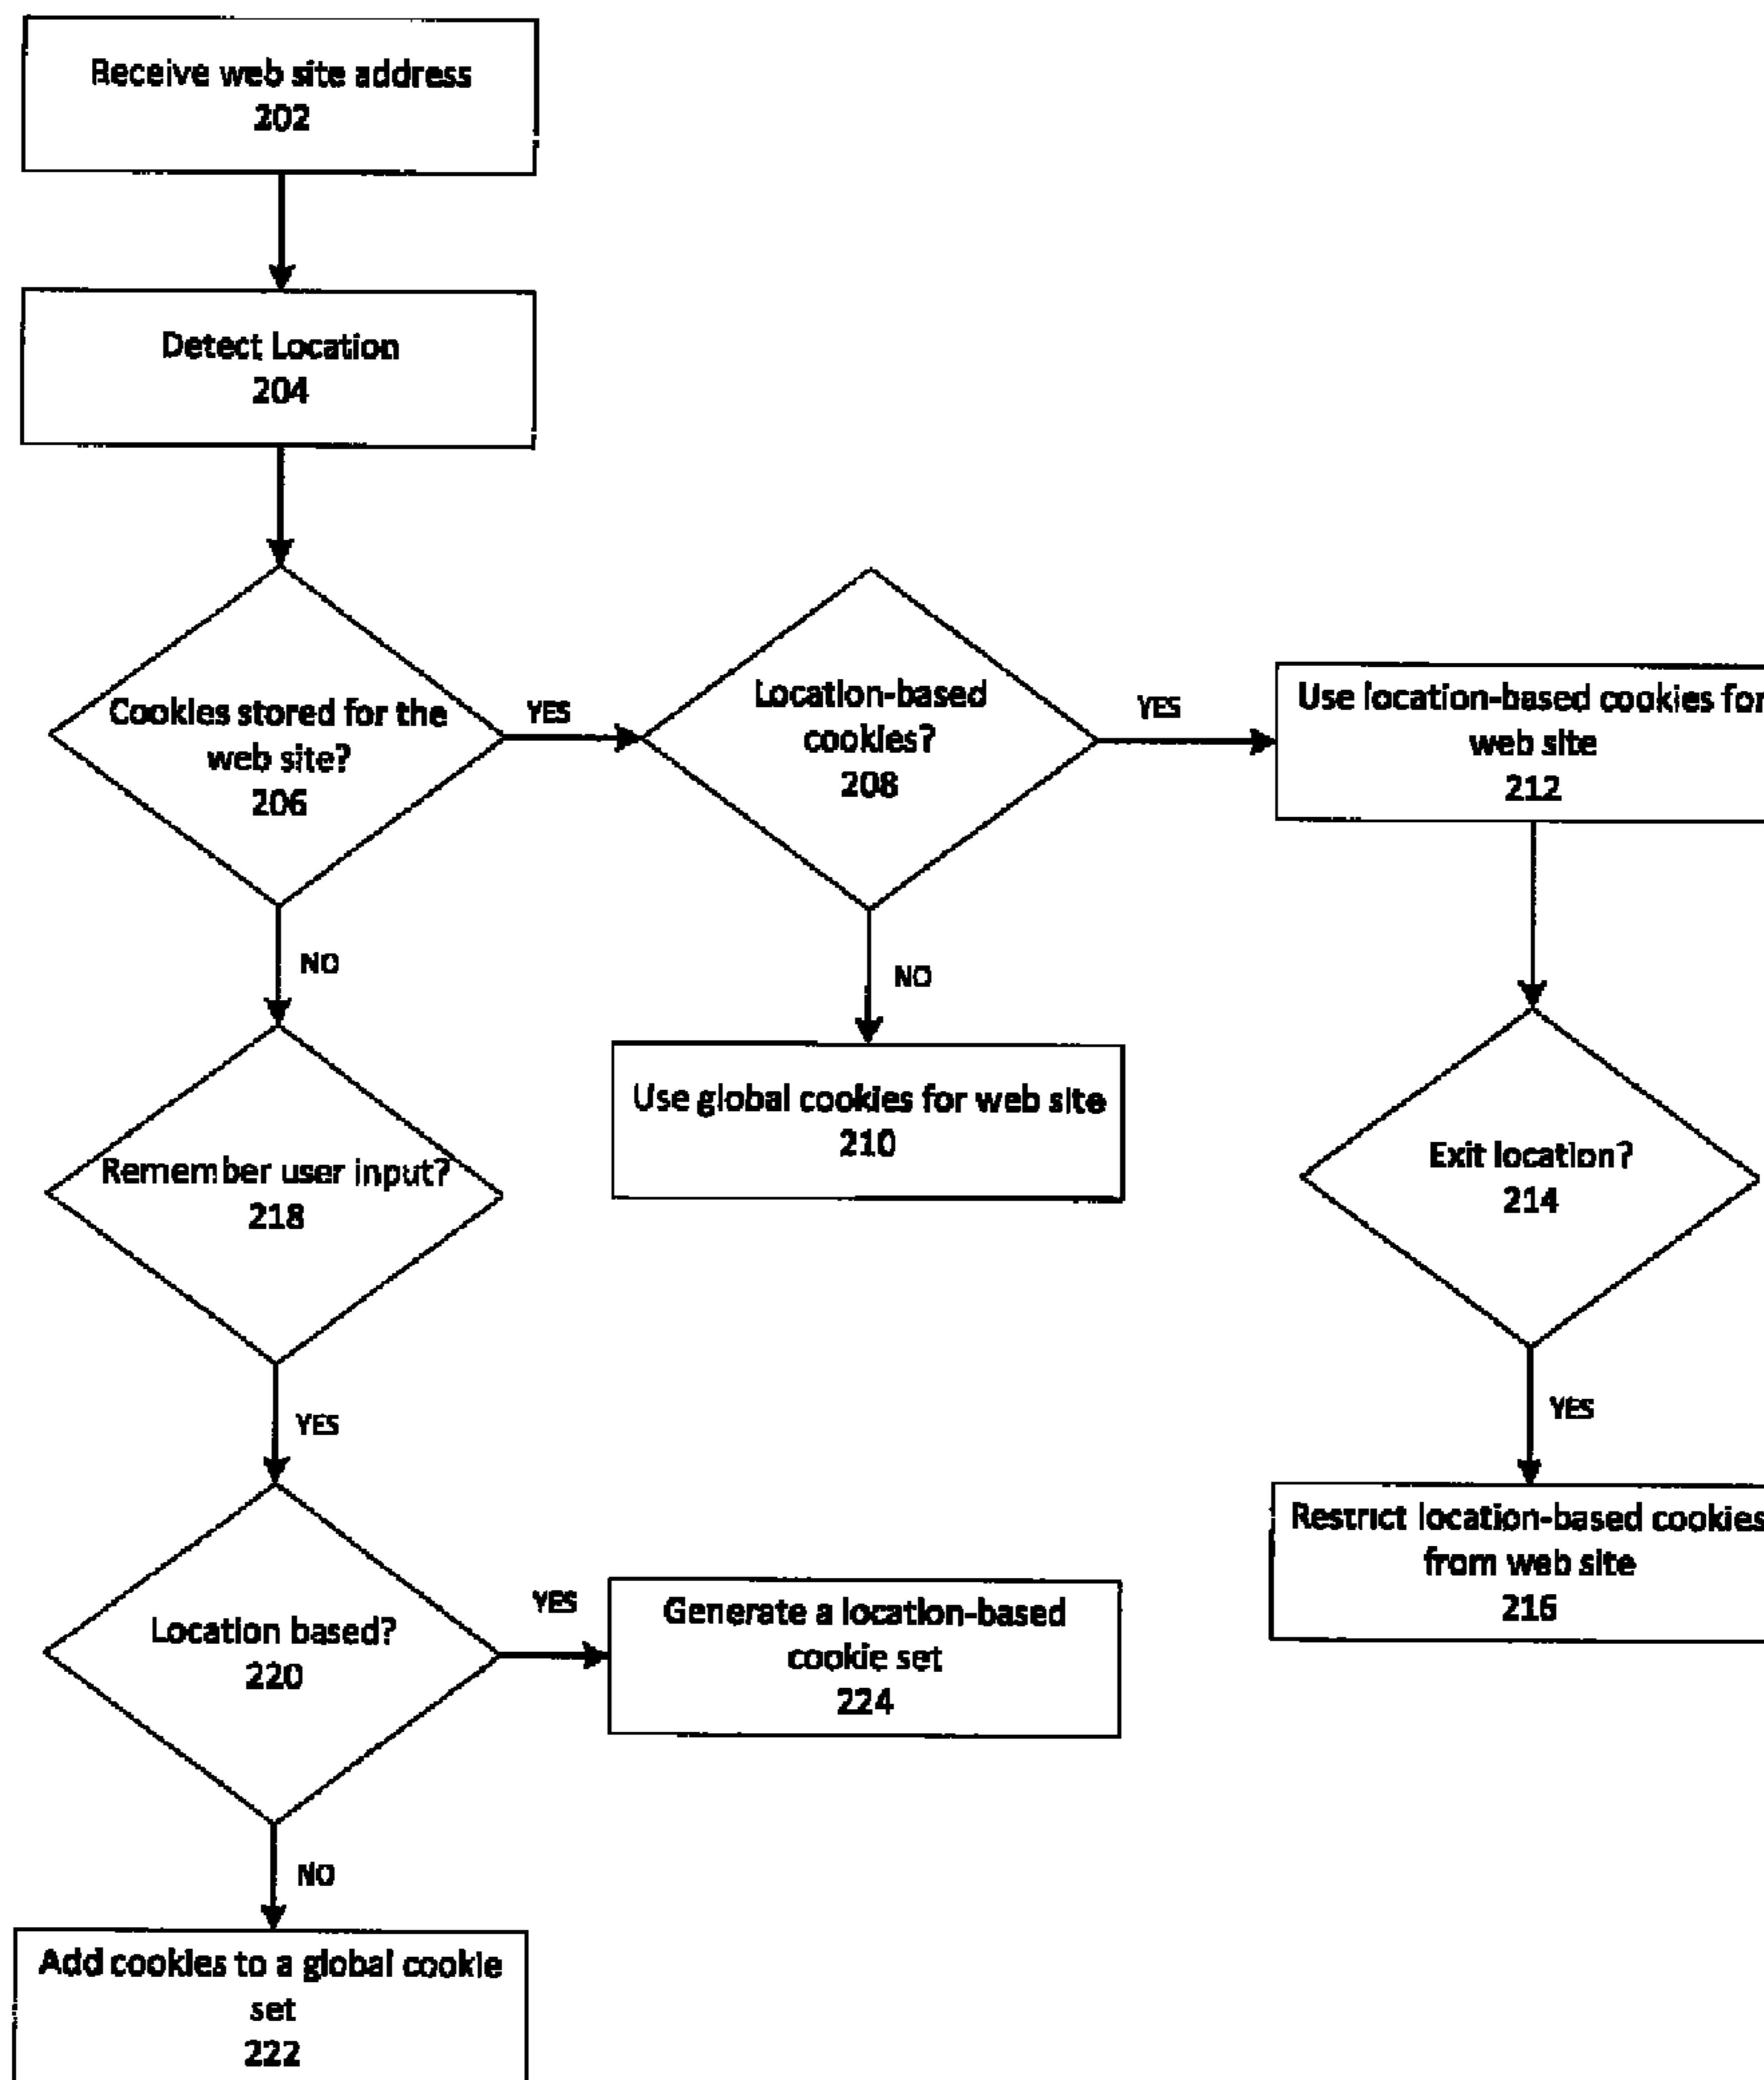 Receive web site address
202
Detect Location
204
Cookies stored for the
web site?
206
YES
Location-based
cookies?
208
YES
Use location-based cookies for
web site
212
NO
NO
Use global cookies for web site
210
Remember user input?
218
Exit location?
214
YES
YES
Restrict location-based cookies
from web site
216
Location based?
220
YES
Generate a location-based
cookie set
224
NO
Add cookies to a global cookie
set
222